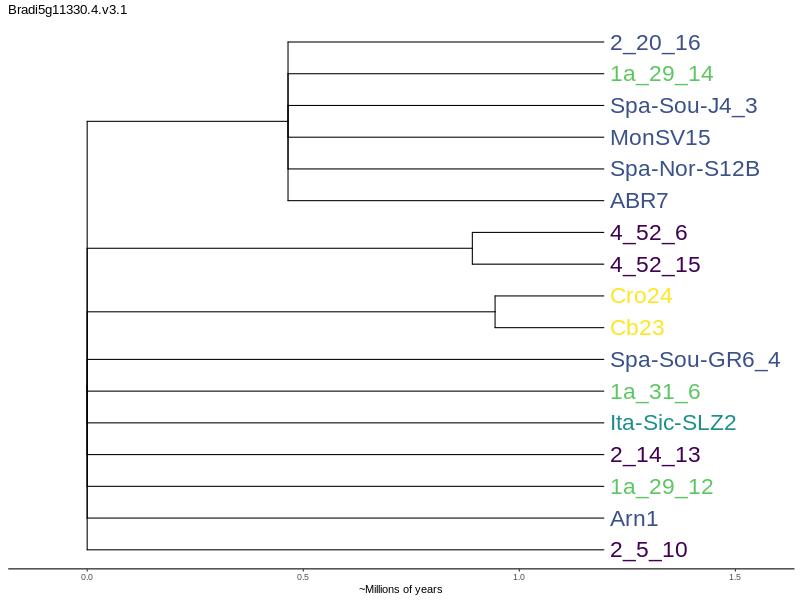 Bradi5g11330.4.v3.1
2_20_16
1a_29_14
Spa-Sou-J4_3
MonSV15
Spa-Nor-S12B
ABR7
4_52_6
4_52_15
Cro24
Cb23
Spa-Sou-GR6_4
1a_31_6
Ita-Sic-SLZ2
2_14_13
1a_29_12
Arn1
2_5_10
0.0 0.5 1.0 1.5
~Millions of years